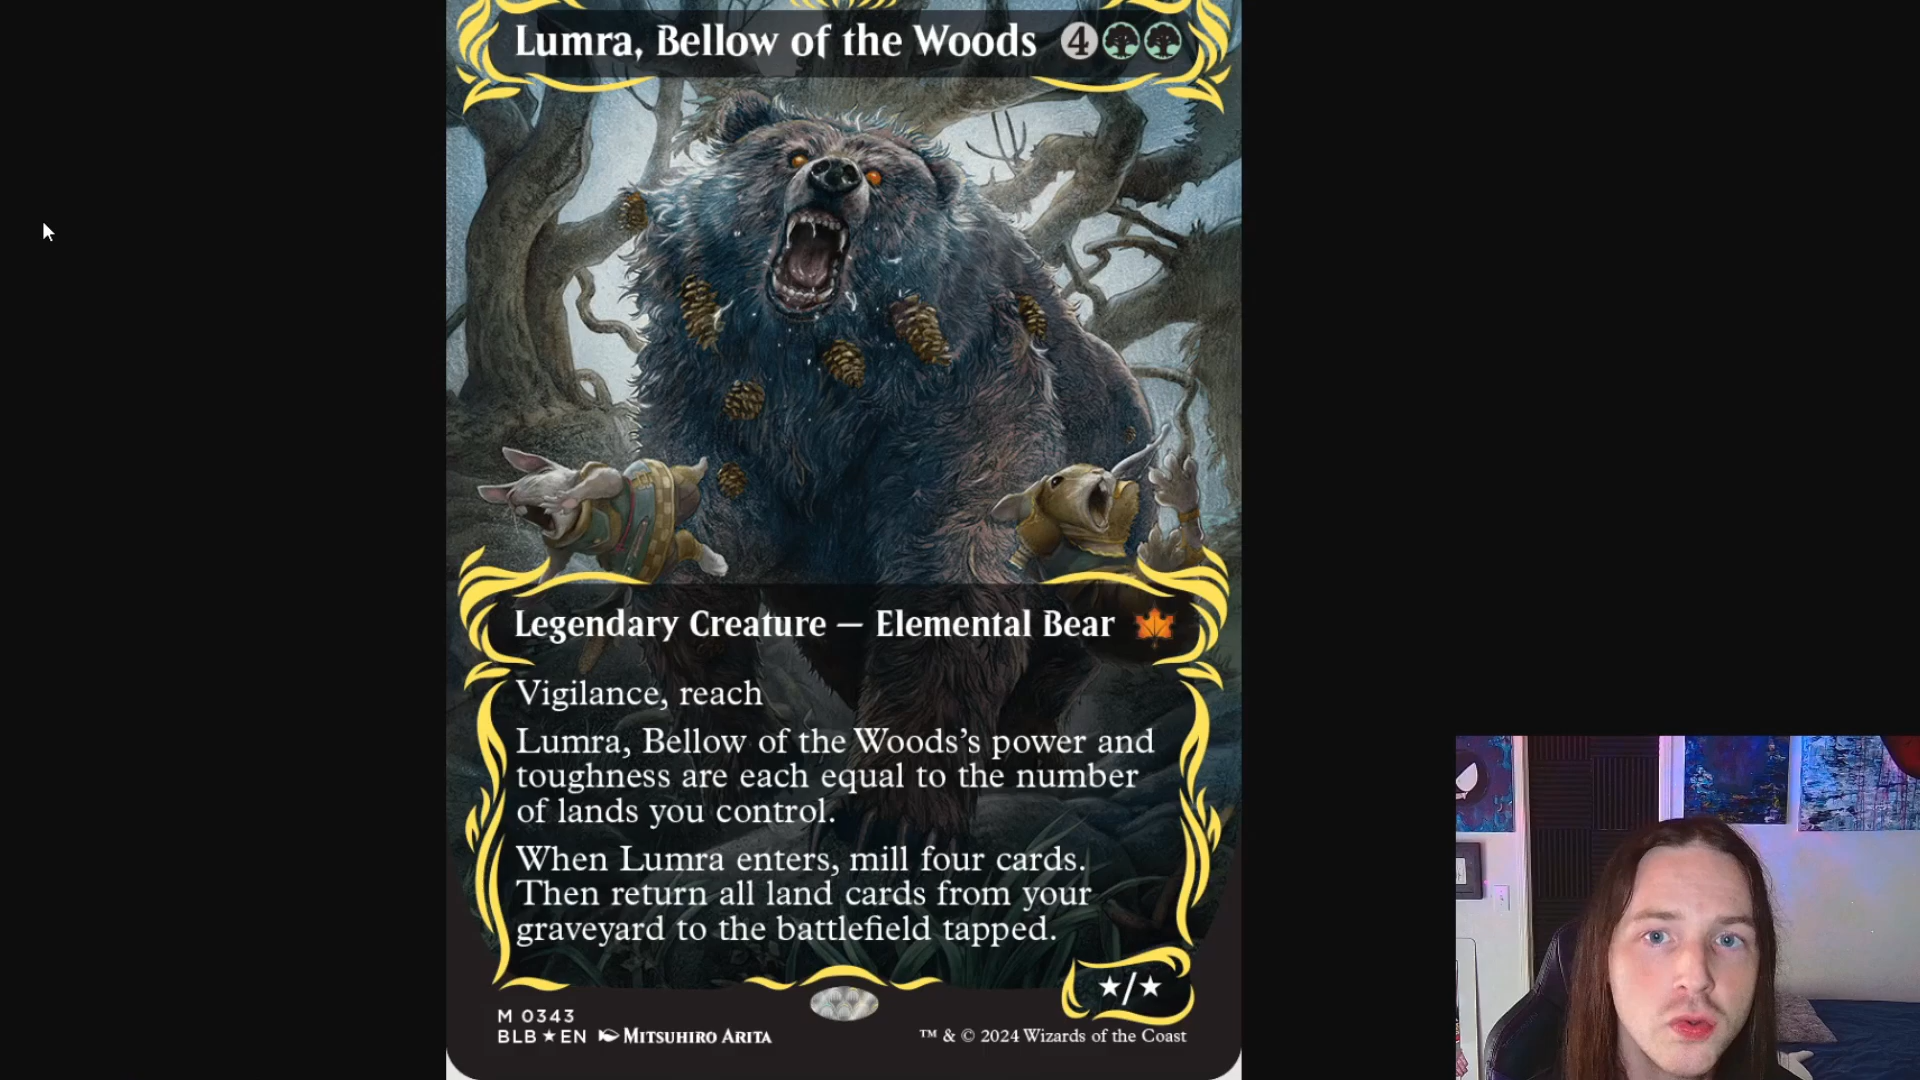 Lumra, Bellow of the Woods 4
Legendary Creature — Elemental Bear
Vigilance, reach
Lumra, Bellow of the Woods's power and
toughness are each equal to the number
of lands you control.
When Lumra enters, mill four cards.
Then return all land cards from your
graveyard to the battlefield tapped.
★/★
M 0343
BLB ★ EN MITSUHIRO ARITA
™ & © 2024 Wizards of the Coast